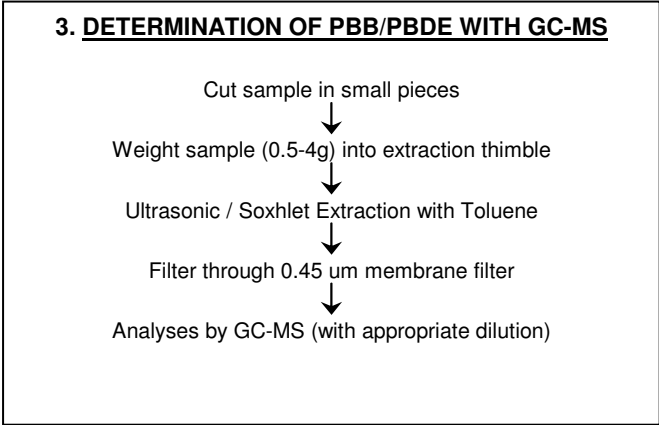 3. DETERMINATION OF PBB/PBDE WITH GC-MS
Cut sample in small pieces
Weight sample (0.5-4g) into extraction thimble
Ultrasonic / Soxhlet Extraction with Toluene
Filter through 0.45 um membrane filter
Analyses by GC-MS (with appropriate dilution)